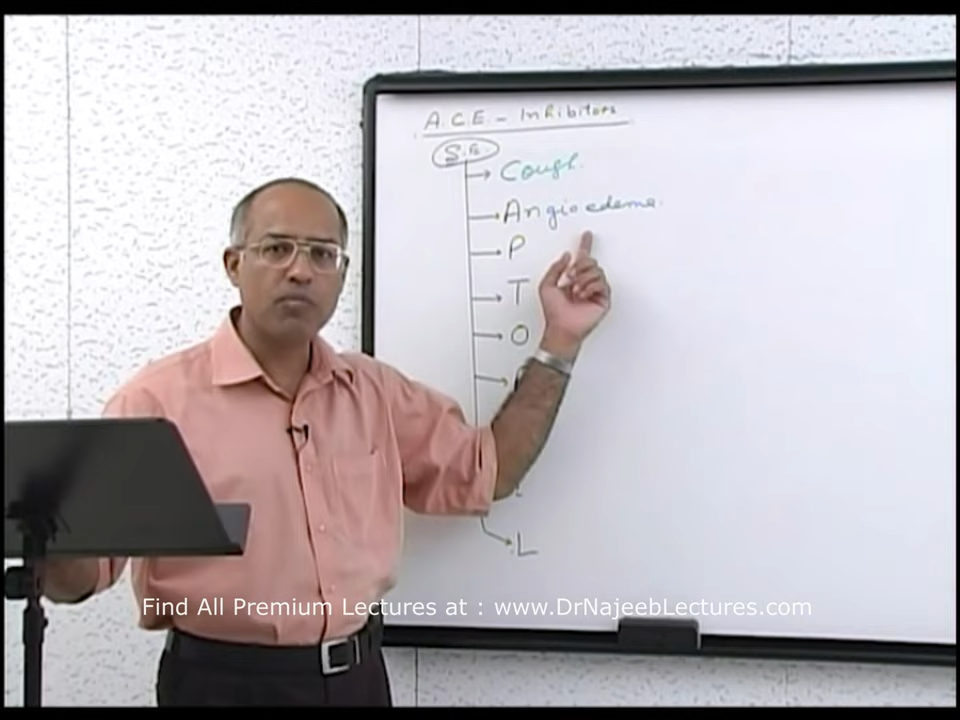 A.C.E - Inhibitors
S.E.
Cough.
Angioedema.
P
T
O
L
Find All Premium Lectures at : www.DrNajeebLectures.com